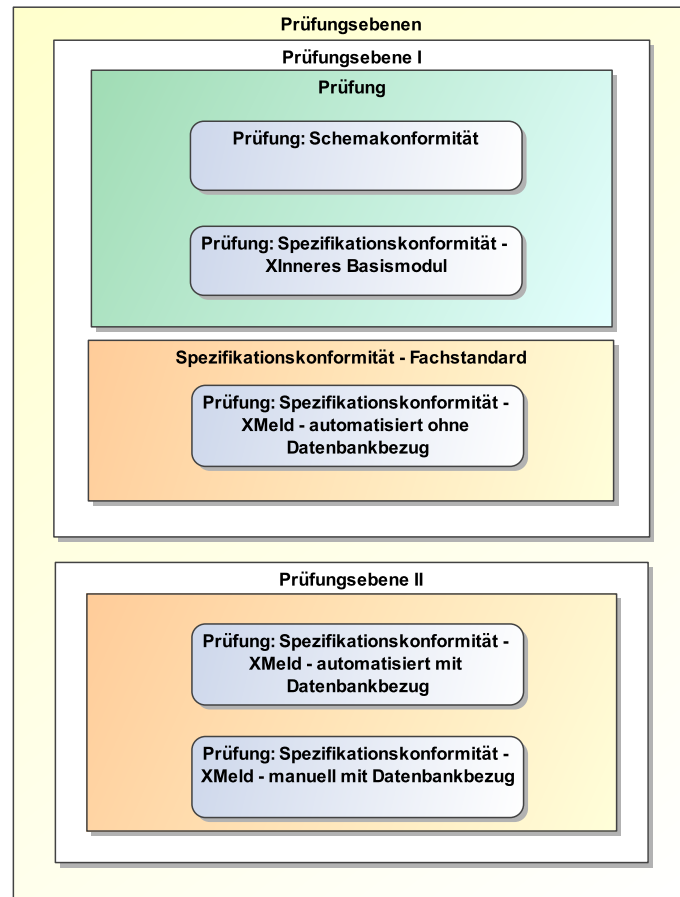 Prüfungsebenen
Prüfungsebene I
Prüfung
Prüfung: Schemakonformität
Prüfung: Spezifikationskonformität -
XInneres Basismodul
Spezifikationskonformität - Fachstandard
Prüfung: Spezifikationskonformität -
XMeld - automatisiert ohne
Datenbankbezug
Prüfungsebene II
Prüfung: Spezifikationskonformität -
XMeld - automatisiert mit
Datenbankbezug
Prüfung: Spezifikationskonformität -
XMeld - manuell mit Datenbankbezug